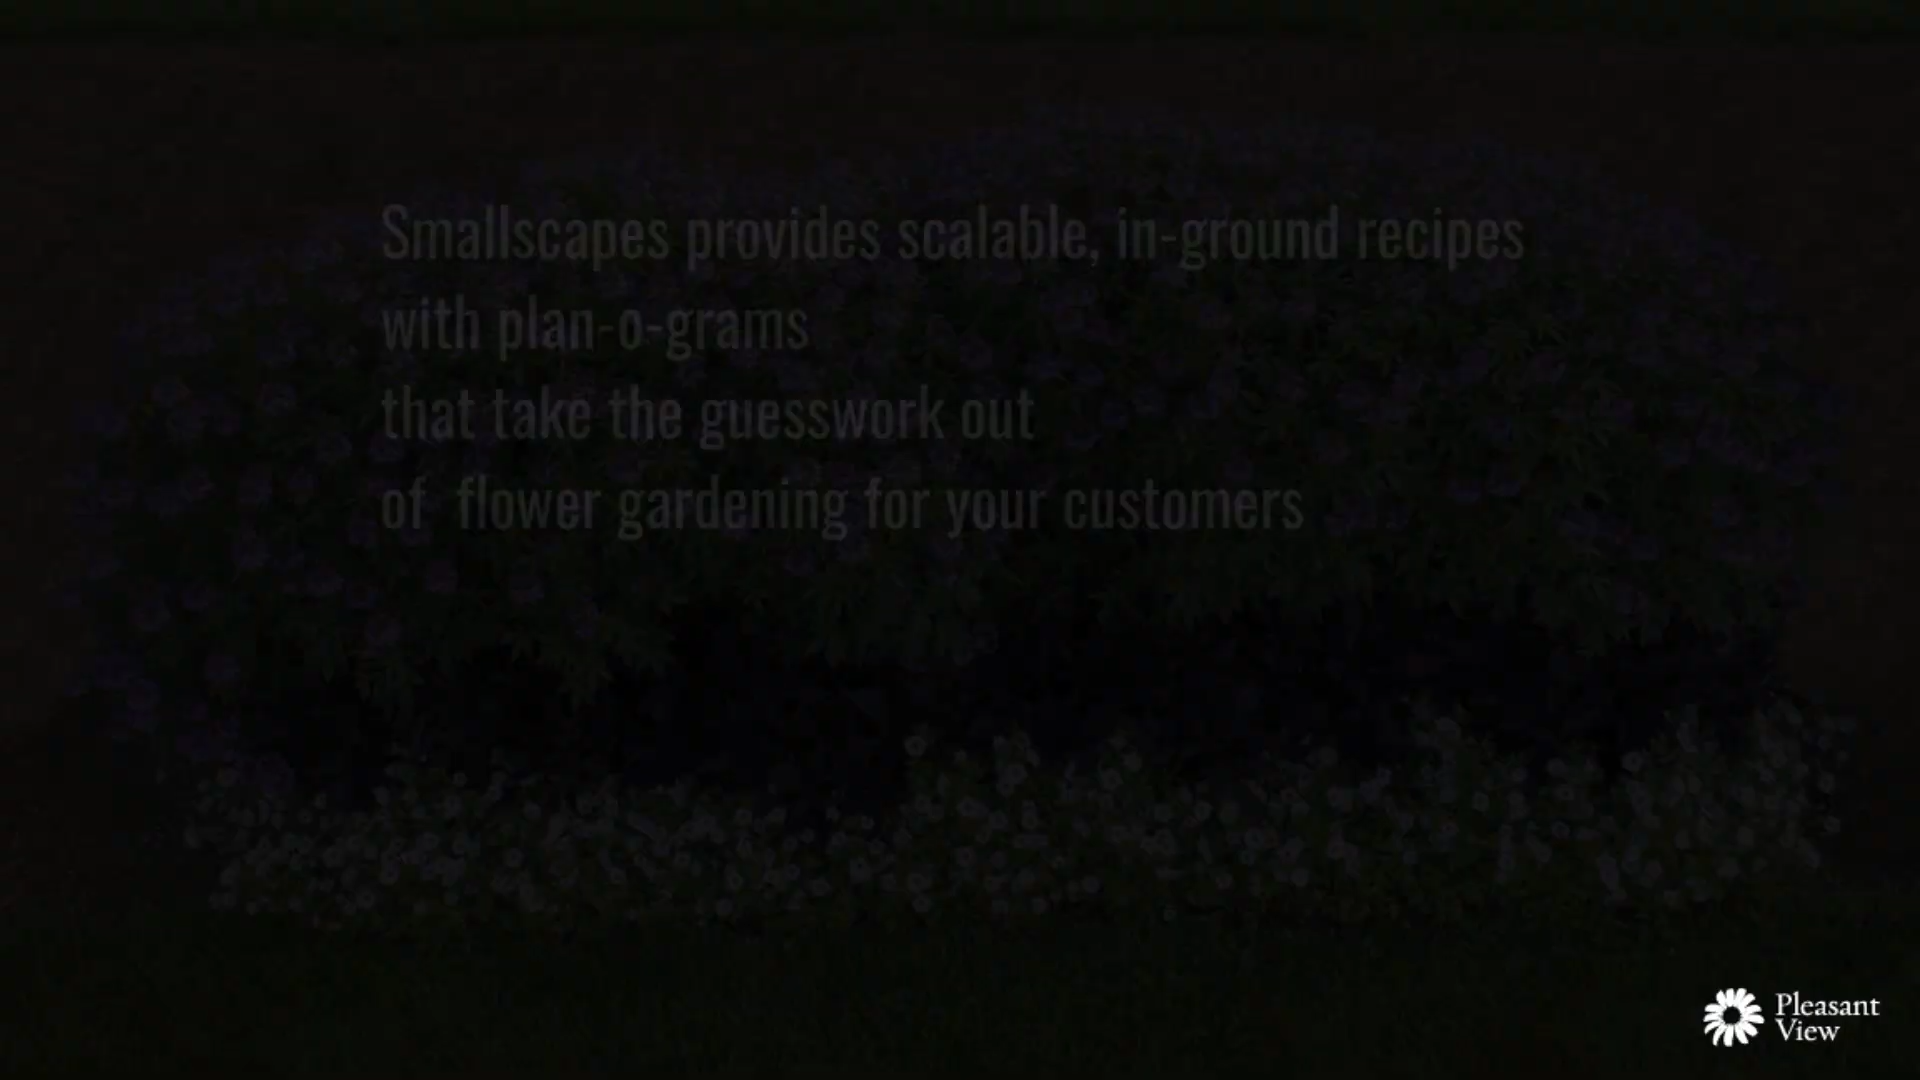 Smallscapes provides scalable, in-ground recipes
with plan-o-grams
that take the guesswork out
of flower gardening for your customers
Pleasant
View